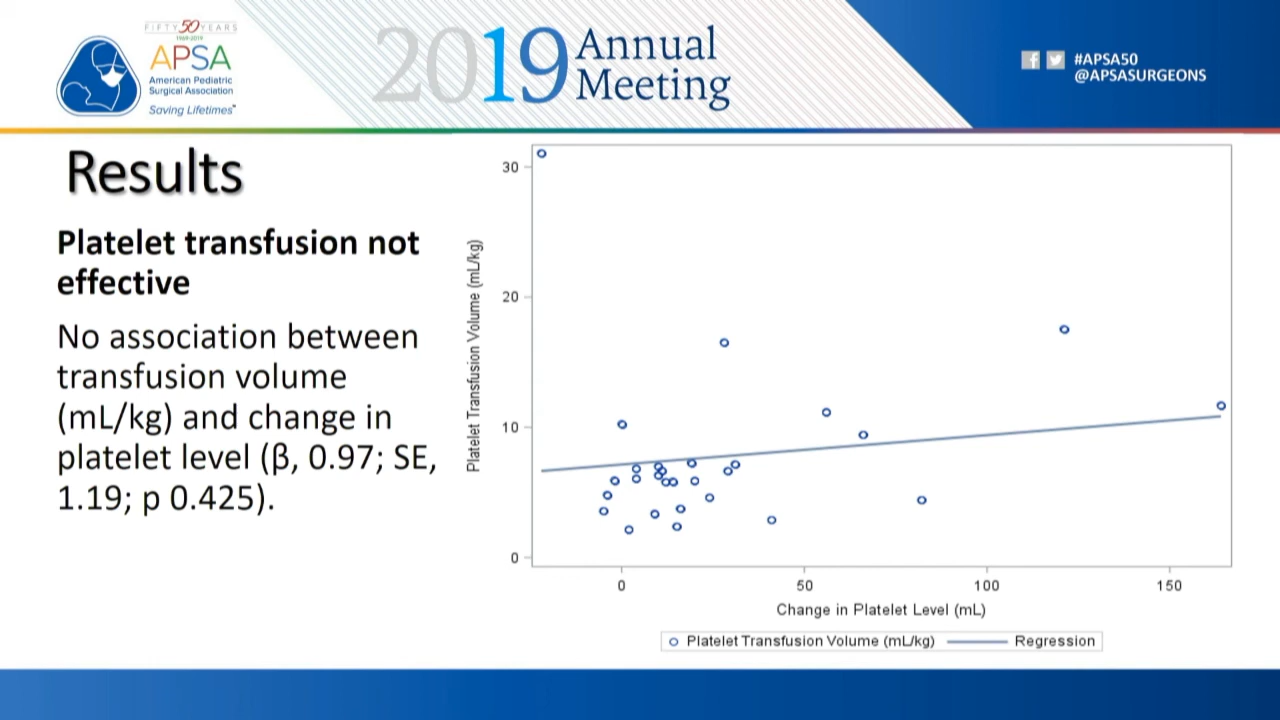 FIFTY 50 YEARS
1969-2019
APSA
American Pediatric
Surgical Association
Saving Lifetimes™
2019 Annual
Meeting
#APSA50
@APSASURGEONS
Results
Platelet transfusion not
effective
No association between
transfusion volume
(mL/kg) and change in
platelet level (β, 0.97; SE,
1.19; p 0.425).
Platelet Transfusion Volume (mL/kg)
30
20
10
0
0 50 100 150
Change in Platelet Level (mL)
Platelet Transfusion Volume (mL/kg) Regression